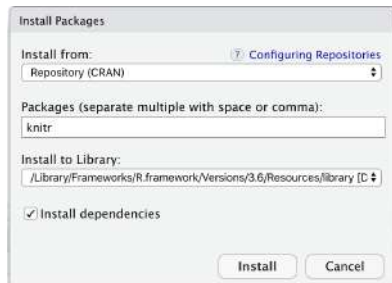 Install Packages
Install from:
? Configuring Repositories
Repository (CRAN)
Packages (separate multiple with space or comma):
knitr
Install to Library:
/Library/Frameworks/R.framework/Versions/3.6/Resources/library [D
Install dependencies
Install Cancel